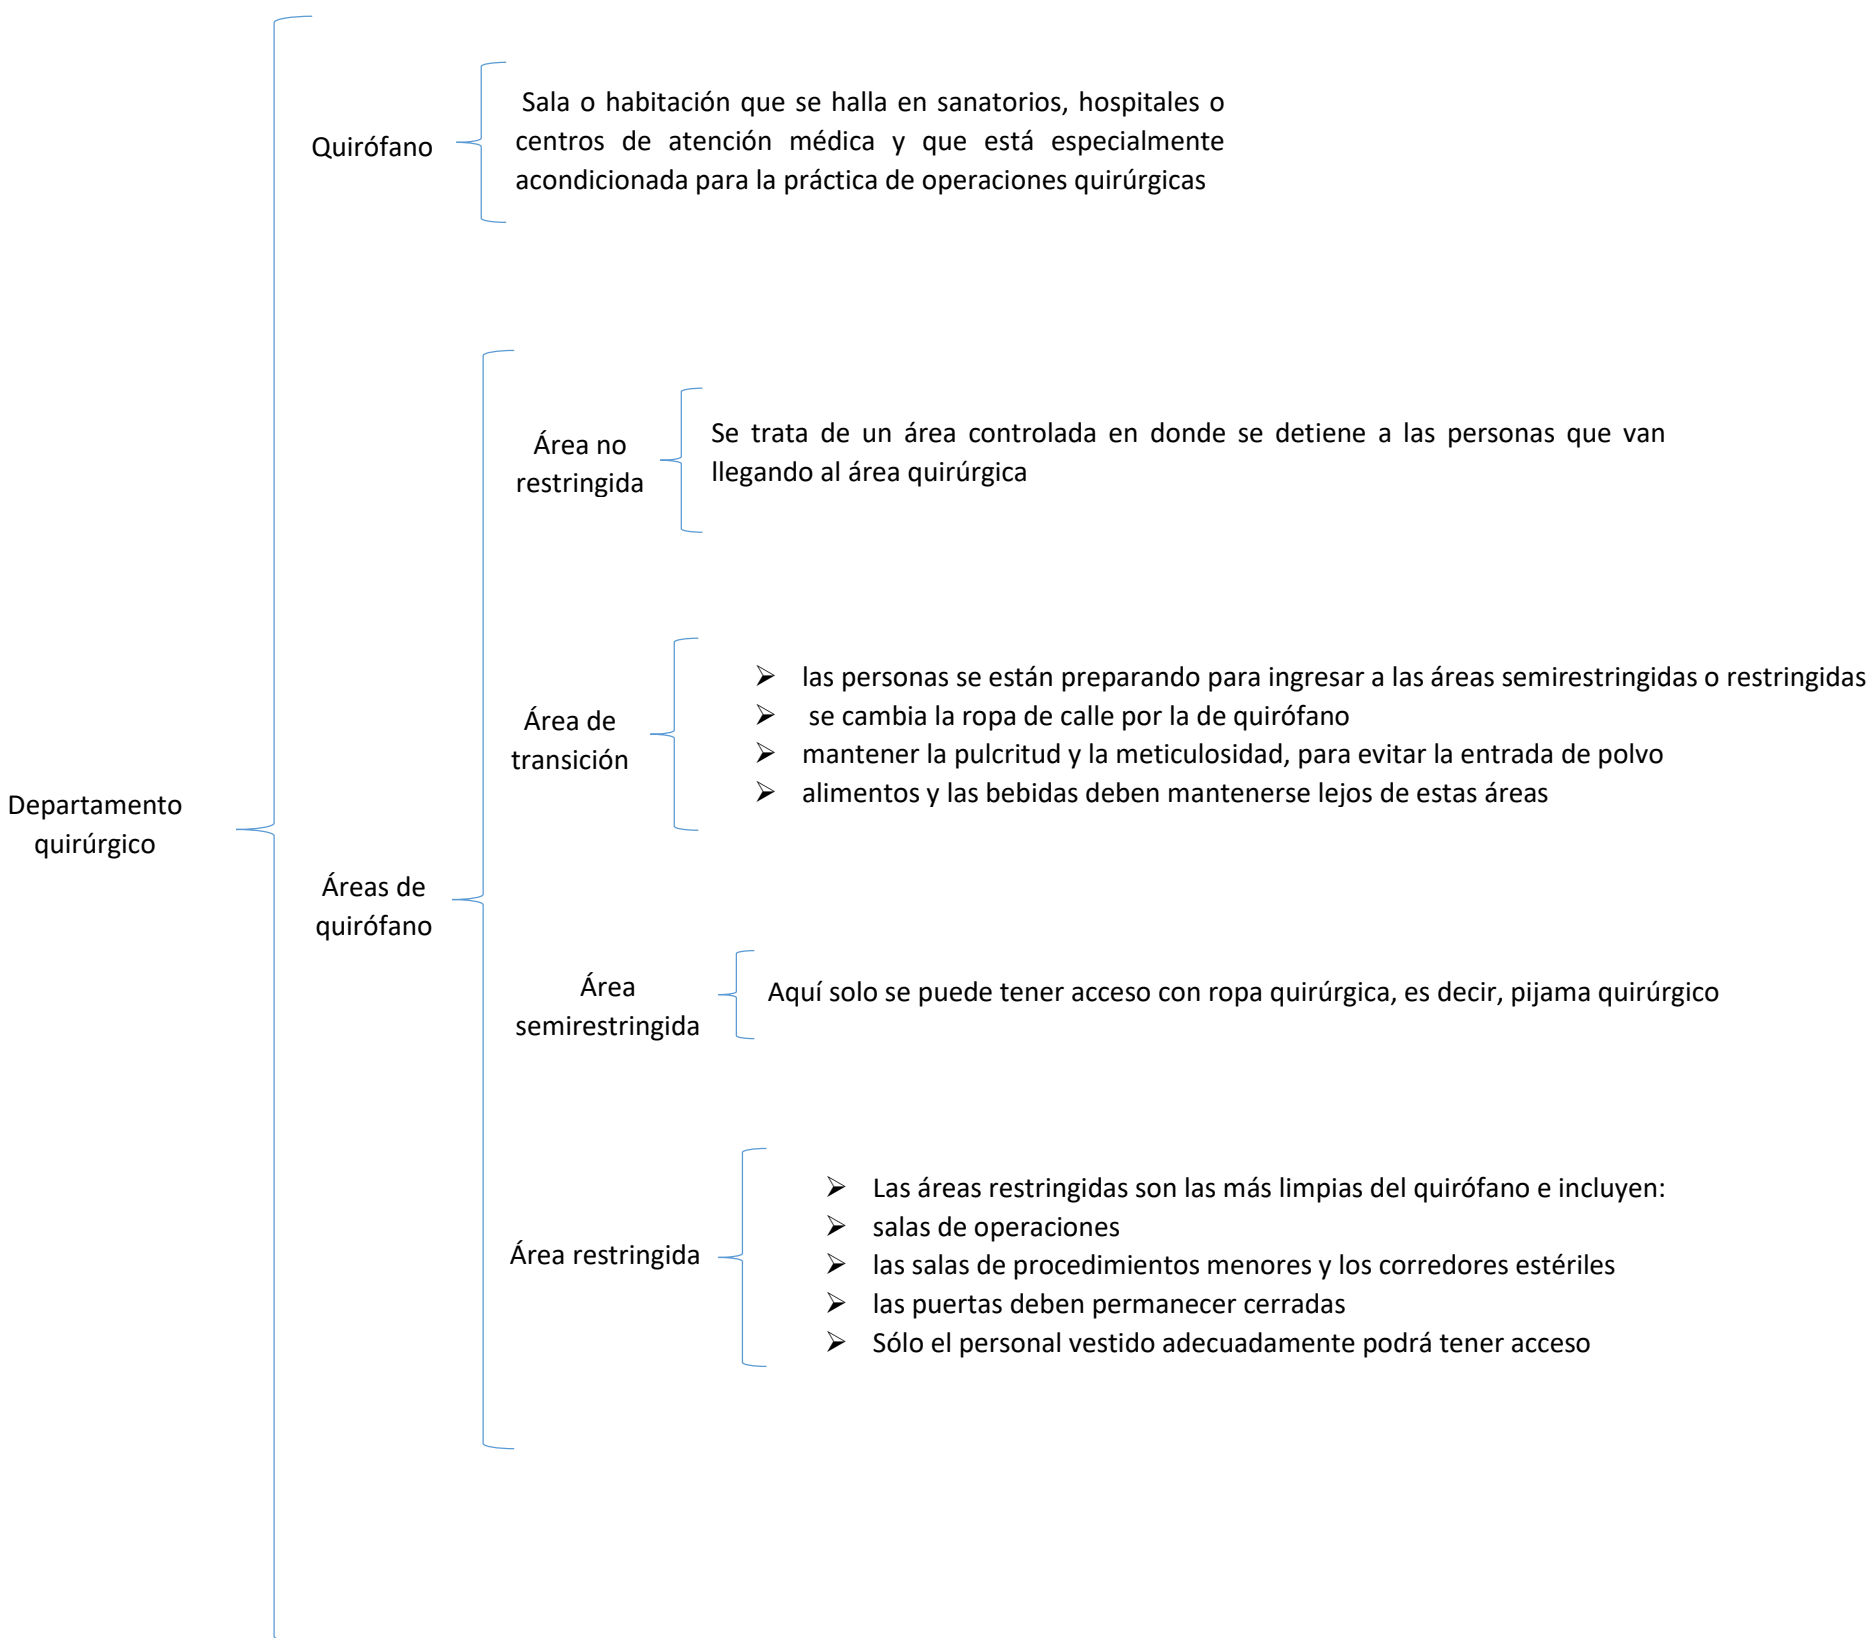 Departamento
quirúrgico
Quirófano
Sala o habitación que se halla en sanatorios, hospitales o
centros de atención médica y que está especialmente
acondicionada para la práctica de operaciones quirúrgicas
Áreas de
quirófano
Área no
restringida
Se trata de un área controlada en donde se detiene a las personas que van
llegando al área quirúrgica
Área de
transición
➢ las personas se están preparando para ingresar a las áreas semirestringidas o restringidas
➢ se cambia la ropa de calle por la de quirófano
➢ mantener la pulcritud y la meticulosidad, para evitar la entrada de polvo
➢ alimentos y las bebidas deben mantenerse lejos de estas áreas
Área
semirestringida
Aquí solo se puede tener acceso con ropa quirúrgica, es decir, pijama quirúrgico
Área restringida
➢ Las áreas restringidas son las más limpias del quirófano e incluyen:
➢ salas de operaciones
➢ las salas de procedimientos menores y los corredores estériles
➢ las puertas deben permanecer cerradas
➢ Sólo el personal vestido adecuadamente podrá tener acceso